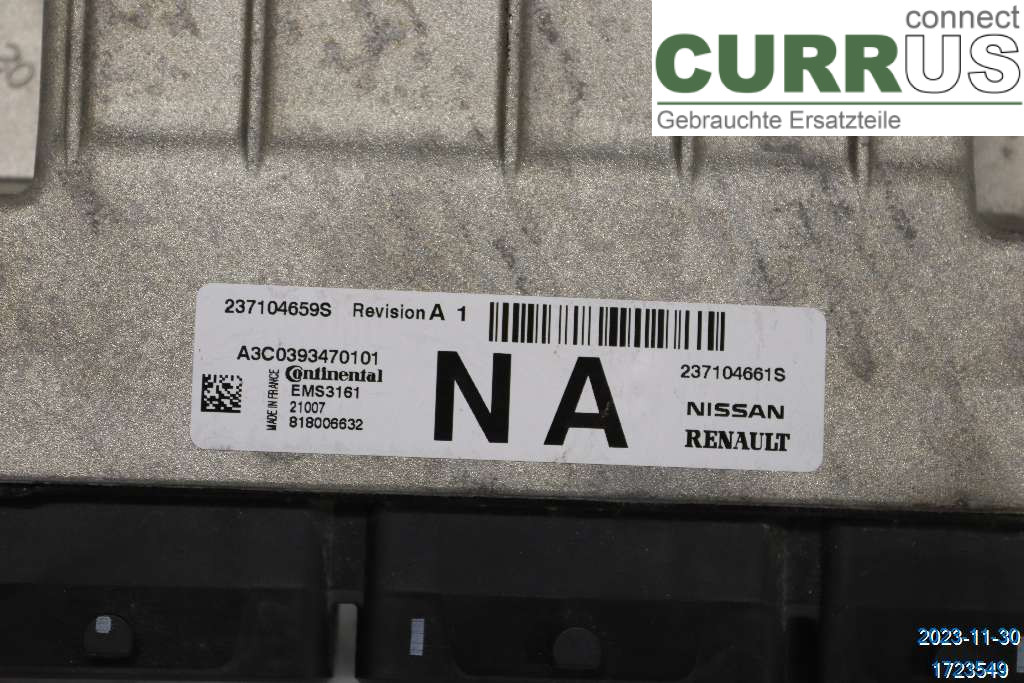 connect
CURRUS
Gebrauchte Ersatzteile
237104659S Revision A 1
A3C0393470101
Continental
EMS3161
21007
818006632
MADE IN FRANCE
NA
237104661S
NISSAN
RENAULT
2023-11-30
1723549